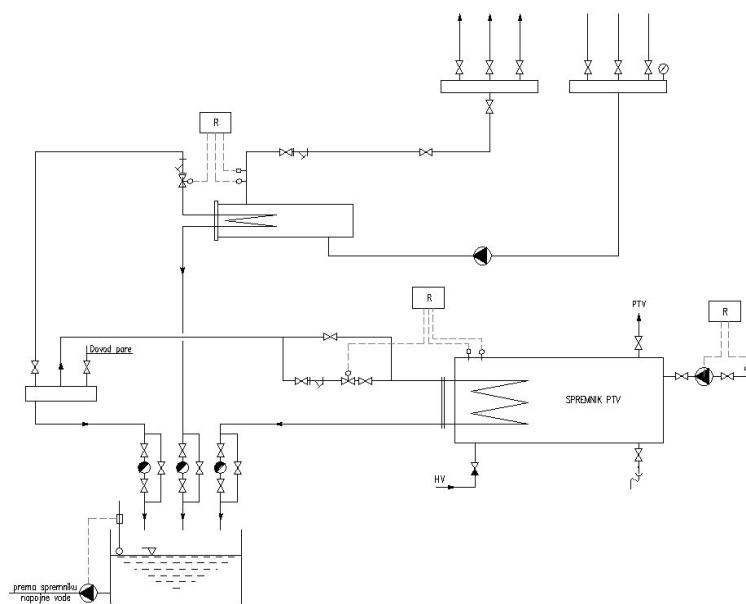 R
R
PTV
R
Dovod pare
SPREMNIK PTV
HV
prema spremniku
napojne vode